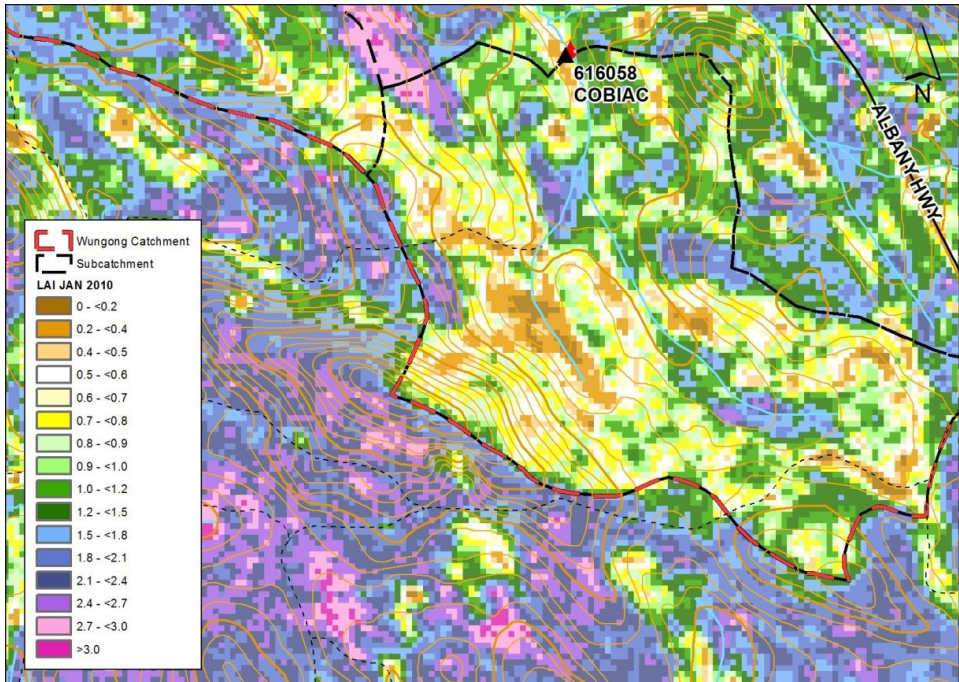 616058
COBIAC
N
ALBANY HWY
Wungong Catchment
Subcatchment
LAI JAN 2010
0 - <0.2
0.2 - <0.4
0.4 - <0.5
0.5 - <0.6
0.6 - <0.7
0.7 - <0.8
0.8 - <0.9
0.9 - <1.0
1.0 - <1.2
1.2 - <1.5
1.5 - <1.8
1.8 - <2.1
2.1 - <2.4
2.4 - <2.7
2.7 - <3.0
>3.0